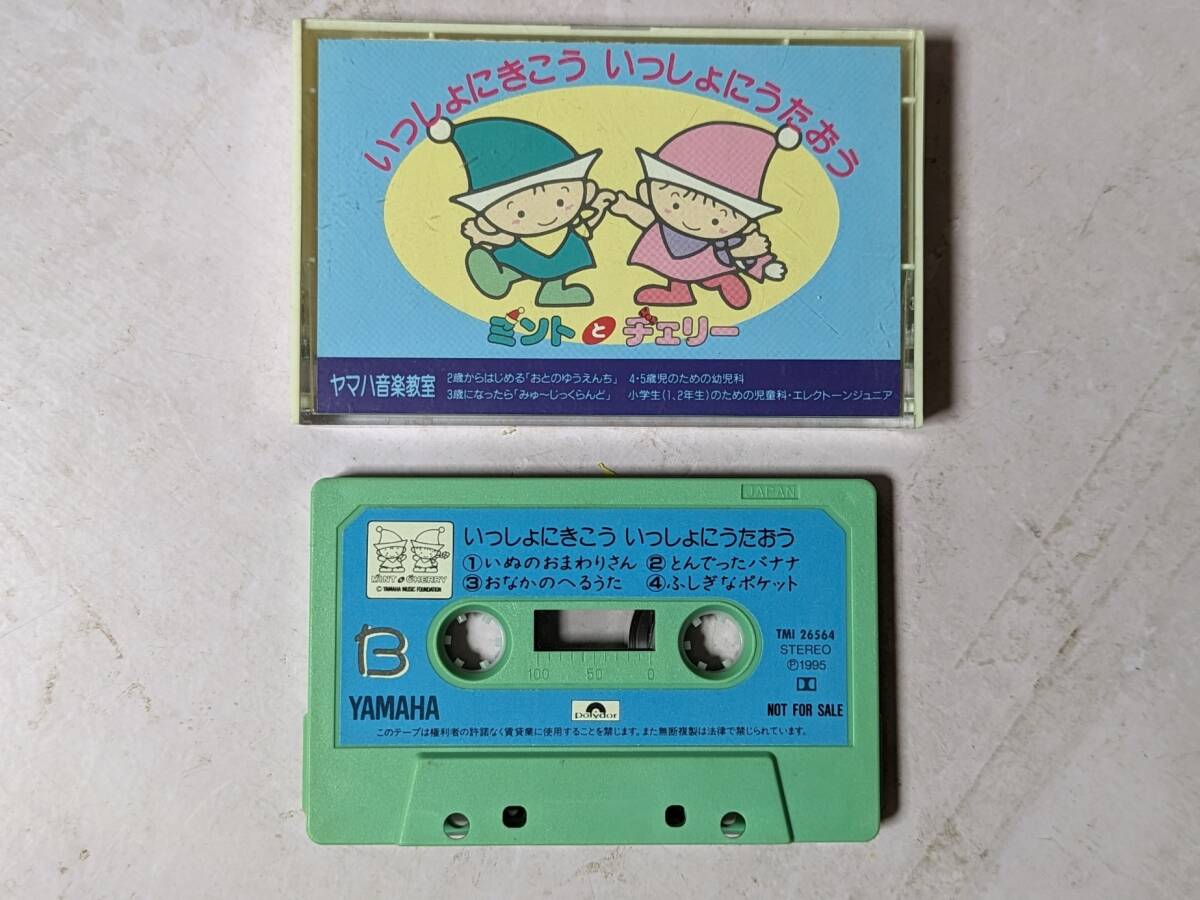 いっしょにきこう いっしょにうたおう
ミントとチェリー
ヤマハ音楽教室
2歳からはじめる「おとのゆうえんち」 4・5歳児のための幼児科
3歳になったら「みゅ〜じっくらんど」 小学生(1、2年生)のための児童科・エレクトーンジュニア
JAPAN
いっしょにきこう いっしょにうたおう
①いぬのおまわりさん ②とんでったバナナ
③おなかのへるうた ④ふしぎなポケット
MINT & CHERRY
© YAMAHA MUSIC FOUNDATION
B
TMI 26564
STEREO
Ⓟ1995
100 50 0
YAMAHA
Polydor
NOT FOR SALE
このテープは権利者の許諾なく賃貸業に使用することを禁じます。また無断複製は法律で禁じられています。